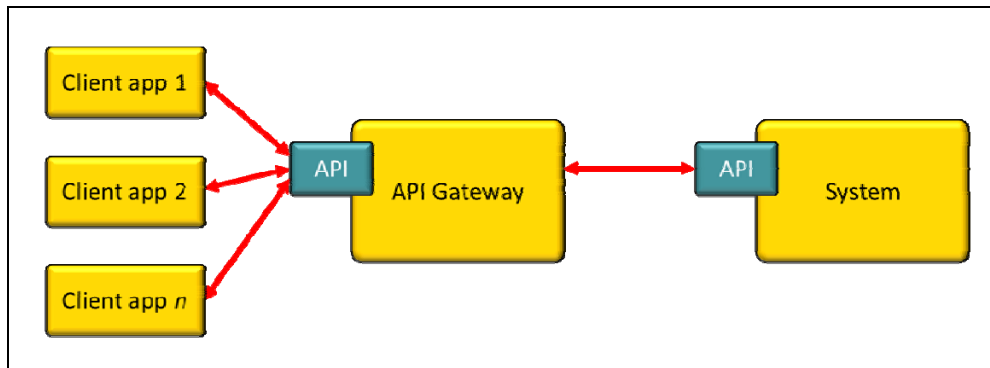 Client app 1
Client app 2
Client app n
API
API Gateway
API
System